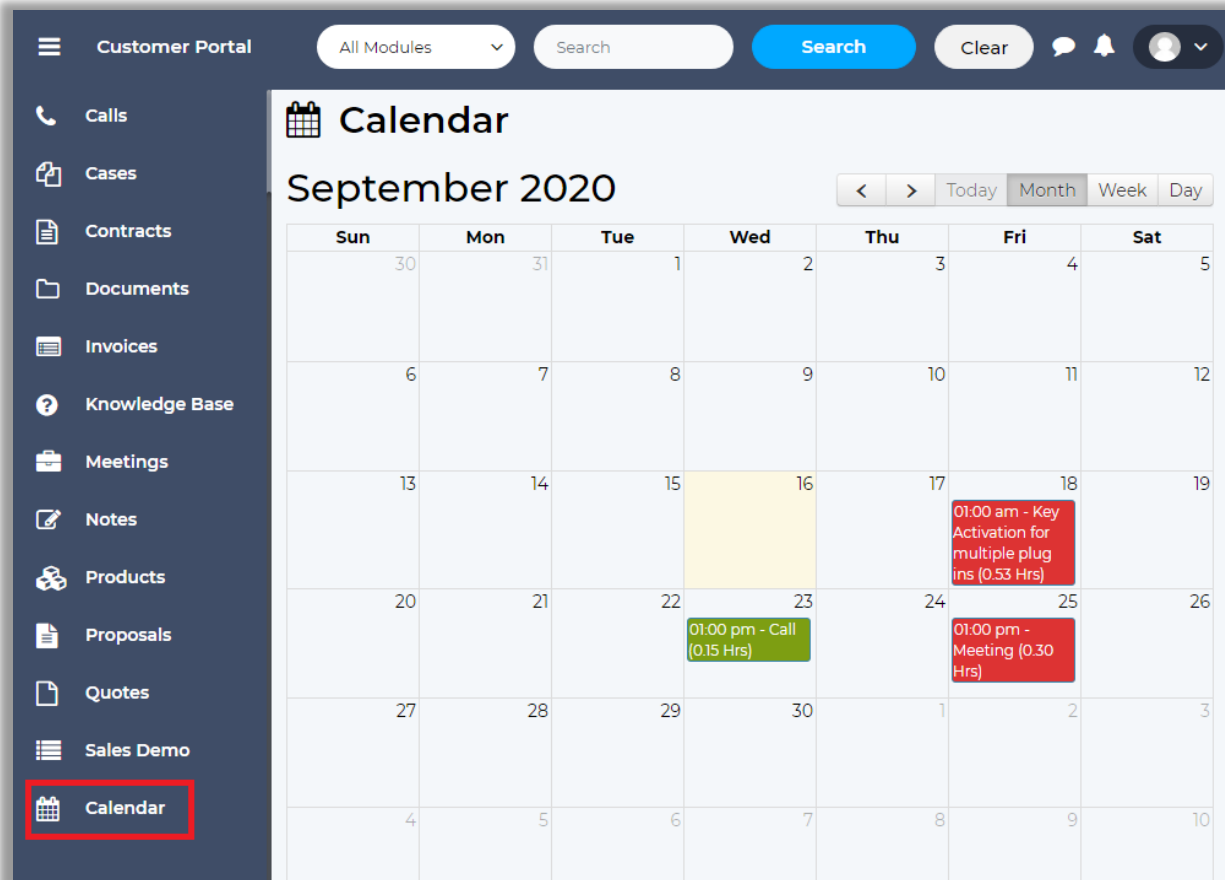 Customer Portal
All Modules
Search
Search
Clear
Calls
Cases
Contracts
Documents
Invoices
Knowledge Base
Meetings
Notes
Products
Proposals
Quotes
Sales Demo
Calendar
Calendar
September 2020
Today Month Week Day
Sun Mon Tue Wed Thu Fri Sat
30 31 1 2 3 4 5
6 7 8 9 10 11 12
13 14 15 16 17 18 19
01:00 am - Key
Activation for
multiple plug
ins (0.53 Hrs)
20 21 22 23 24 25 26
01:00 pm - Call
(0.15 Hrs)
01:00 pm -
Meeting (0.30
Hrs)
27 28 29 30 1 2 3
4 5 6 7 8 9 10